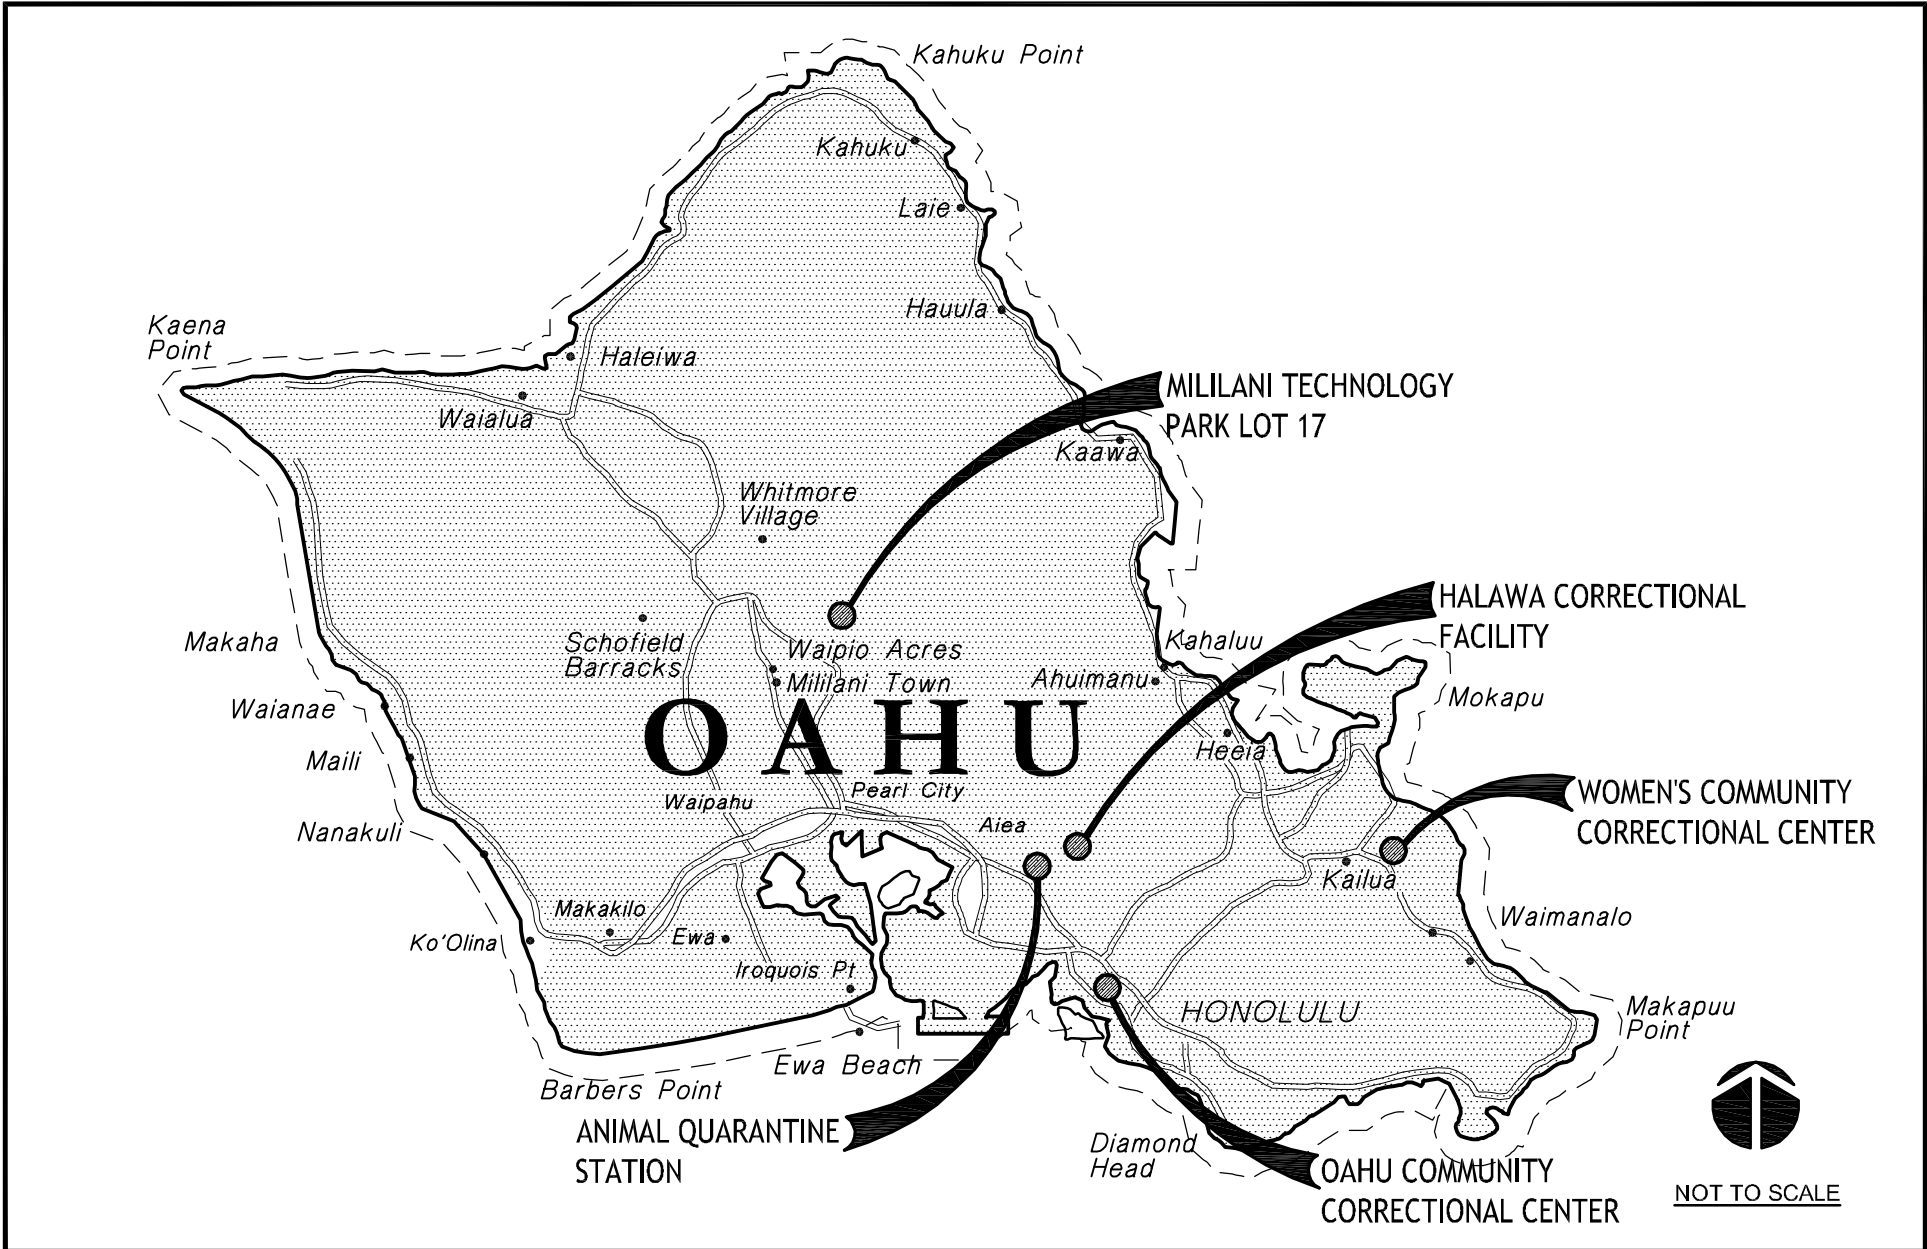 Kahuku Point
Kahuku
Laie
Hauula
Kaena
Point
Haleiwa
Waialua
MILILANI TECHNOLOGY
PARK LOT 17
Kaawa
Whitmore
Village
HALAWA CORRECTIONAL
FACILITY
Makaha
Schofield
Barracks
Waipio Acres
Mililani Town
Kahaluu
Ahuimanu
Mokapu
Waianae
OAHU
Heeia
Maili
Waipahu
Pearl City
WOMEN'S COMMUNITY
CORRECTIONAL CENTER
Nanakuli
Aiea
Kailua
Makakilo
Waimanalo
Ko'Olina
Ewa
Iroquois Pt
HONOLULU
Makapuu
Point
Ewa Beach
Barbers Point
ANIMAL QUARANTINE
STATION
Diamond
Head
OAHU COMMUNITY
CORRECTIONAL CENTER
NOT TO SCALE